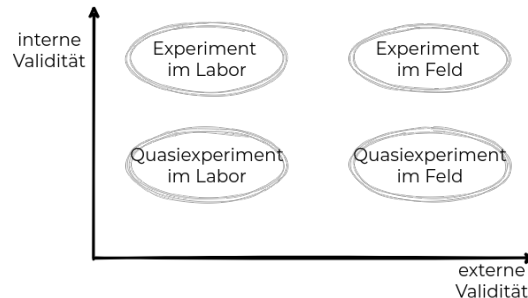 interne
Validität
Experiment
im Labor
Experiment
im Feld
Quasiexperiment
im Labor
Quasiexperiment
im Feld
externe
Validität